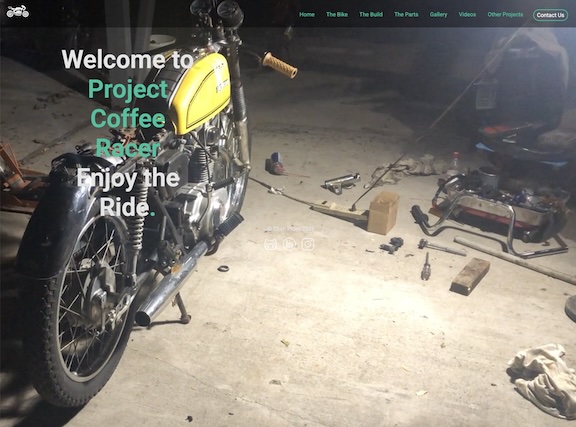 Home The Bike The Build The Parts Gallery Videos Other Projects Contact Us
Welcome to
Project
Coffee
Racer
Enjoy the
Ride.